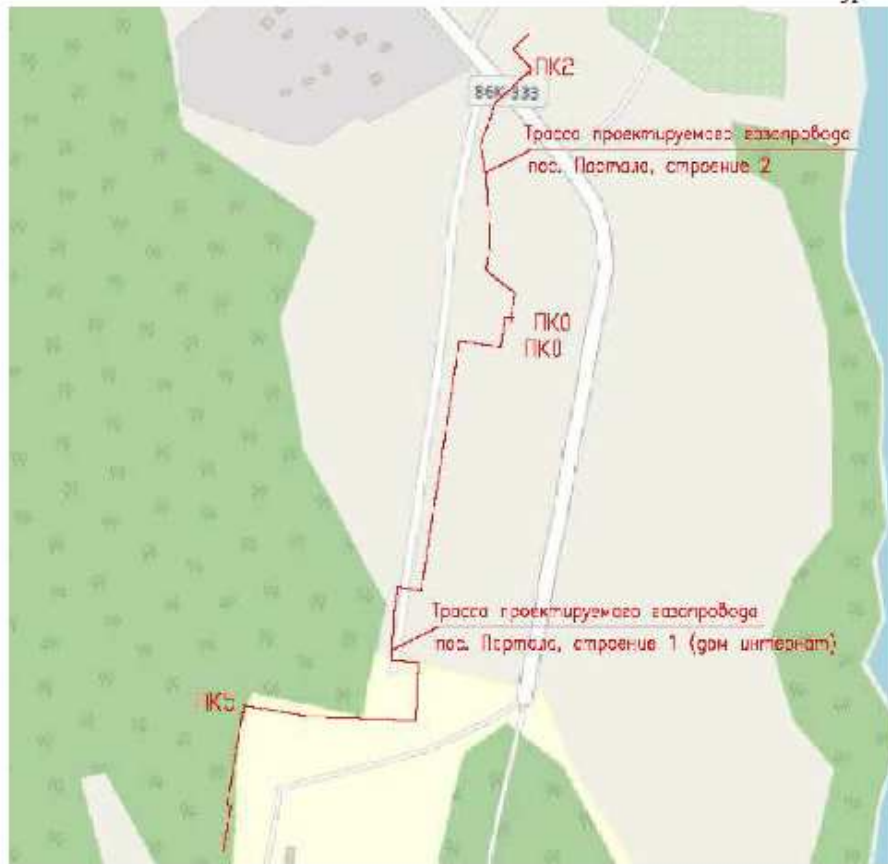 ПК2
86К-333
Трасса проектируемого газопровода
пос. Партала, строение 2
ПК0
ПК0
Трасса проектируемого газопровода
пос. Партала, строение 1 (дом интернат)
ПК5